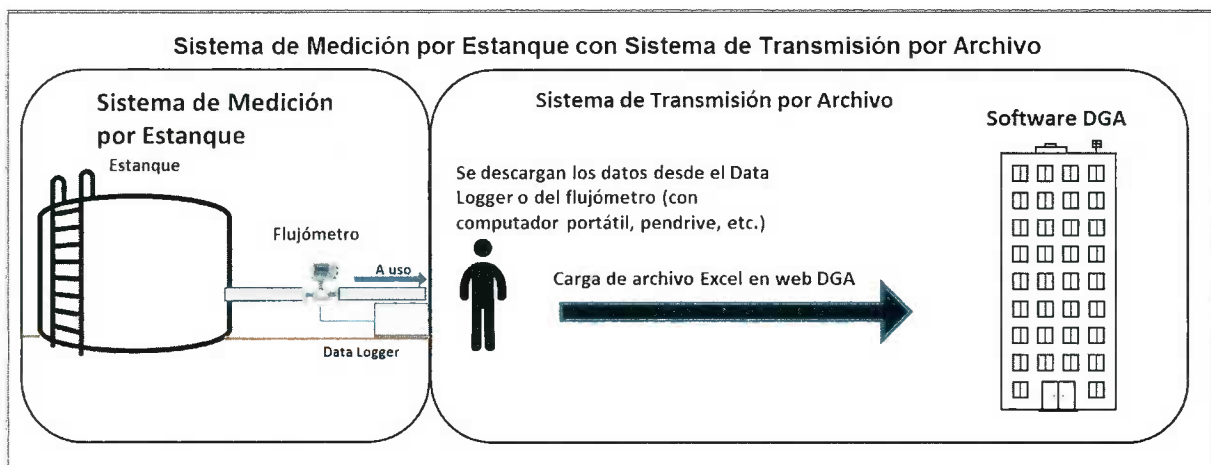 Sistema de Medición por Estanque con Sistema de Transmisión por Archivo
Sistema de Medición
por Estanque
Estanque
Flujómetro
A uso
Data Logger
Sistema de Transmisión por Archivo
Se descargan los datos desde el Data
Logger o del flujómetro (con
computador portátil, pendrive, etc.)
Carga de archivo Excel en web DGA
Software DGA